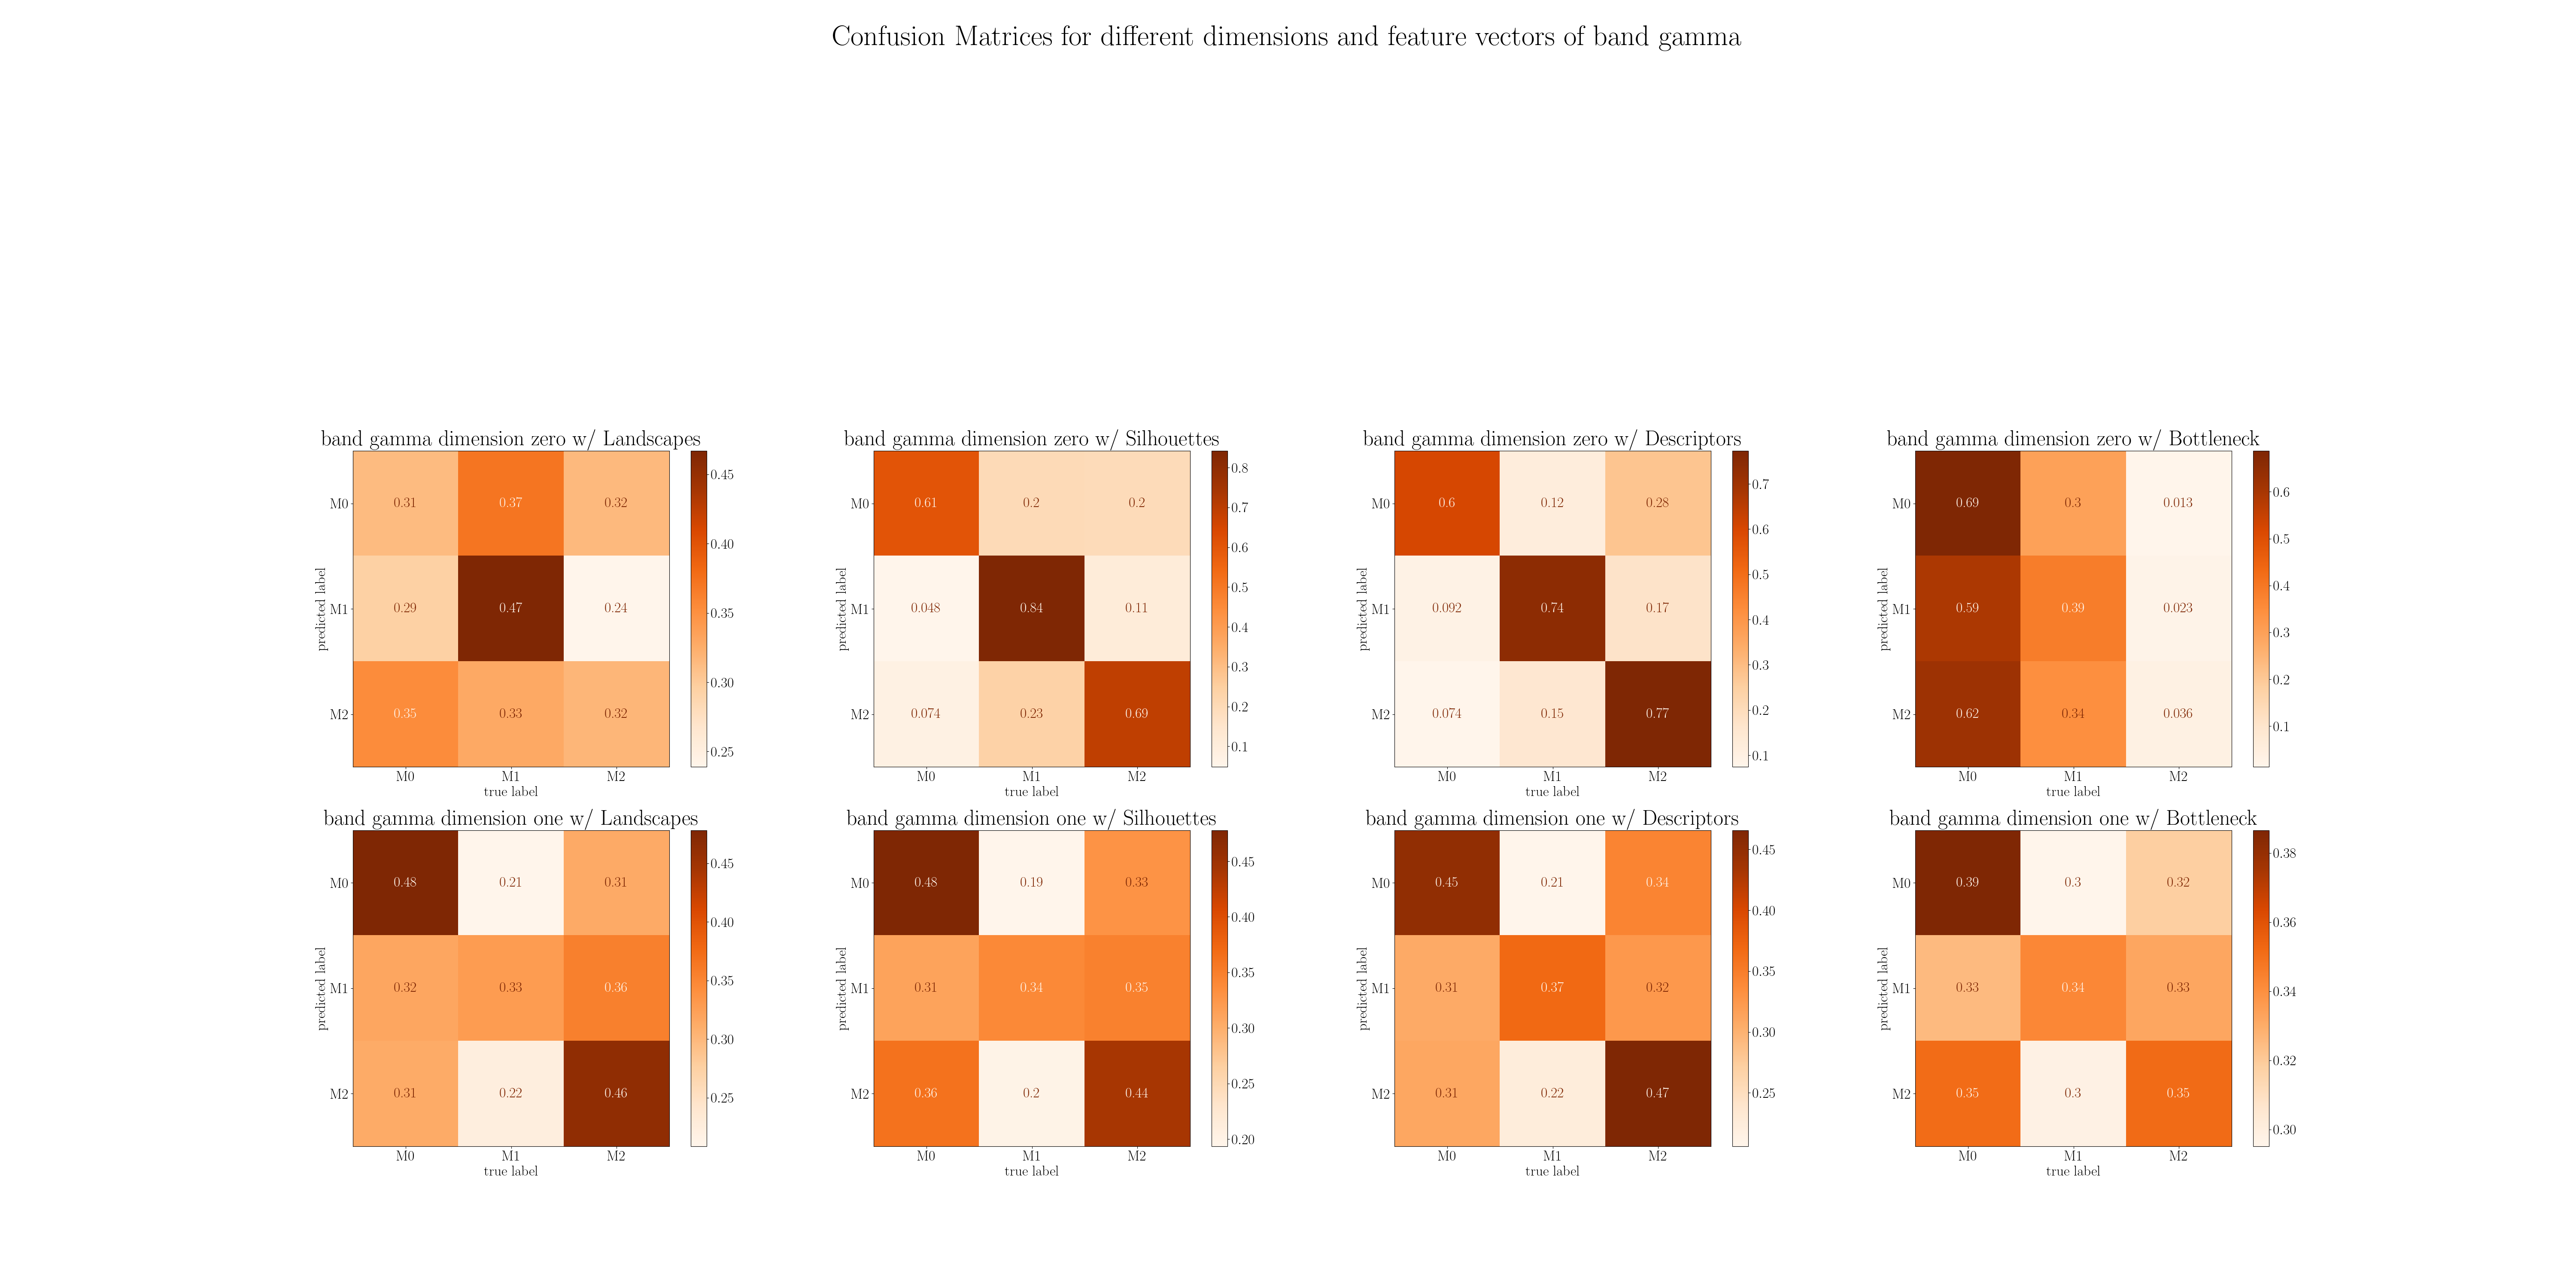 Confusion Matrices for different dimensions and feature vectors of band gamma
band gamma dimension zero w/ Landscapes
predicted label
M0 0.31 0.37 0.32
M1 0.29 0.47 0.24
M2 0.35 0.33 0.32
M0 M1 M2
true label
0.45
0.40
0.35
0.30
0.25
band gamma dimension zero w/ Silhouettes
predicted label
M0 0.61 0.2 0.2
M1 0.048 0.84 0.11
M2 0.074 0.23 0.69
M0 M1 M2
true label
0.8
0.7
0.6
0.5
0.4
0.3
0.2
0.1
band gamma dimension zero w/ Descriptors
predicted label
M0 0.6 0.12 0.28
M1 0.092 0.74 0.17
M2 0.074 0.15 0.77
M0 M1 M2
true label
0.7
0.6
0.5
0.4
0.3
0.2
0.1
band gamma dimension zero w/ Bottleneck
predicted label
M0 0.69 0.3 0.013
M1 0.59 0.39 0.023
M2 0.62 0.34 0.036
M0 M1 M2
true label
0.6
0.5
0.4
0.3
0.2
0.1
band gamma dimension one w/ Landscapes
predicted label
M0 0.48 0.21 0.31
M1 0.32 0.33 0.36
M2 0.31 0.22 0.46
M0 M1 M2
true label
0.45
0.40
0.35
0.30
0.25
band gamma dimension one w/ Silhouettes
predicted label
M0 0.48 0.19 0.33
M1 0.31 0.34 0.35
M2 0.36 0.2 0.44
M0 M1 M2
true label
0.45
0.40
0.35
0.30
0.25
0.20
band gamma dimension one w/ Descriptors
predicted label
M0 0.45 0.21 0.34
M1 0.31 0.37 0.32
M2 0.31 0.22 0.47
M0 M1 M2
true label
0.45
0.40
0.35
0.30
0.25
band gamma dimension one w/ Bottleneck
predicted label
M0 0.39 0.3 0.32
M1 0.33 0.34 0.33
M2 0.35 0.3 0.35
M0 M1 M2
true label
0.38
0.36
0.34
0.32
0.30